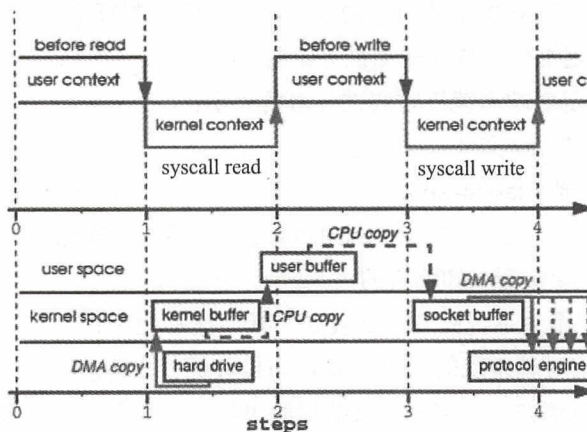 before read
before write
user context
user context
user c
kernel context
kernel context
syscall read
syscall write
0 1 2 3 4
CPU copy
user space
user buffer
DMA copy
kernel space
kernel buffer
CPU copy
socket buffer
DMA copy
hard drive
protocol engine
0 1 2 3 4
steps